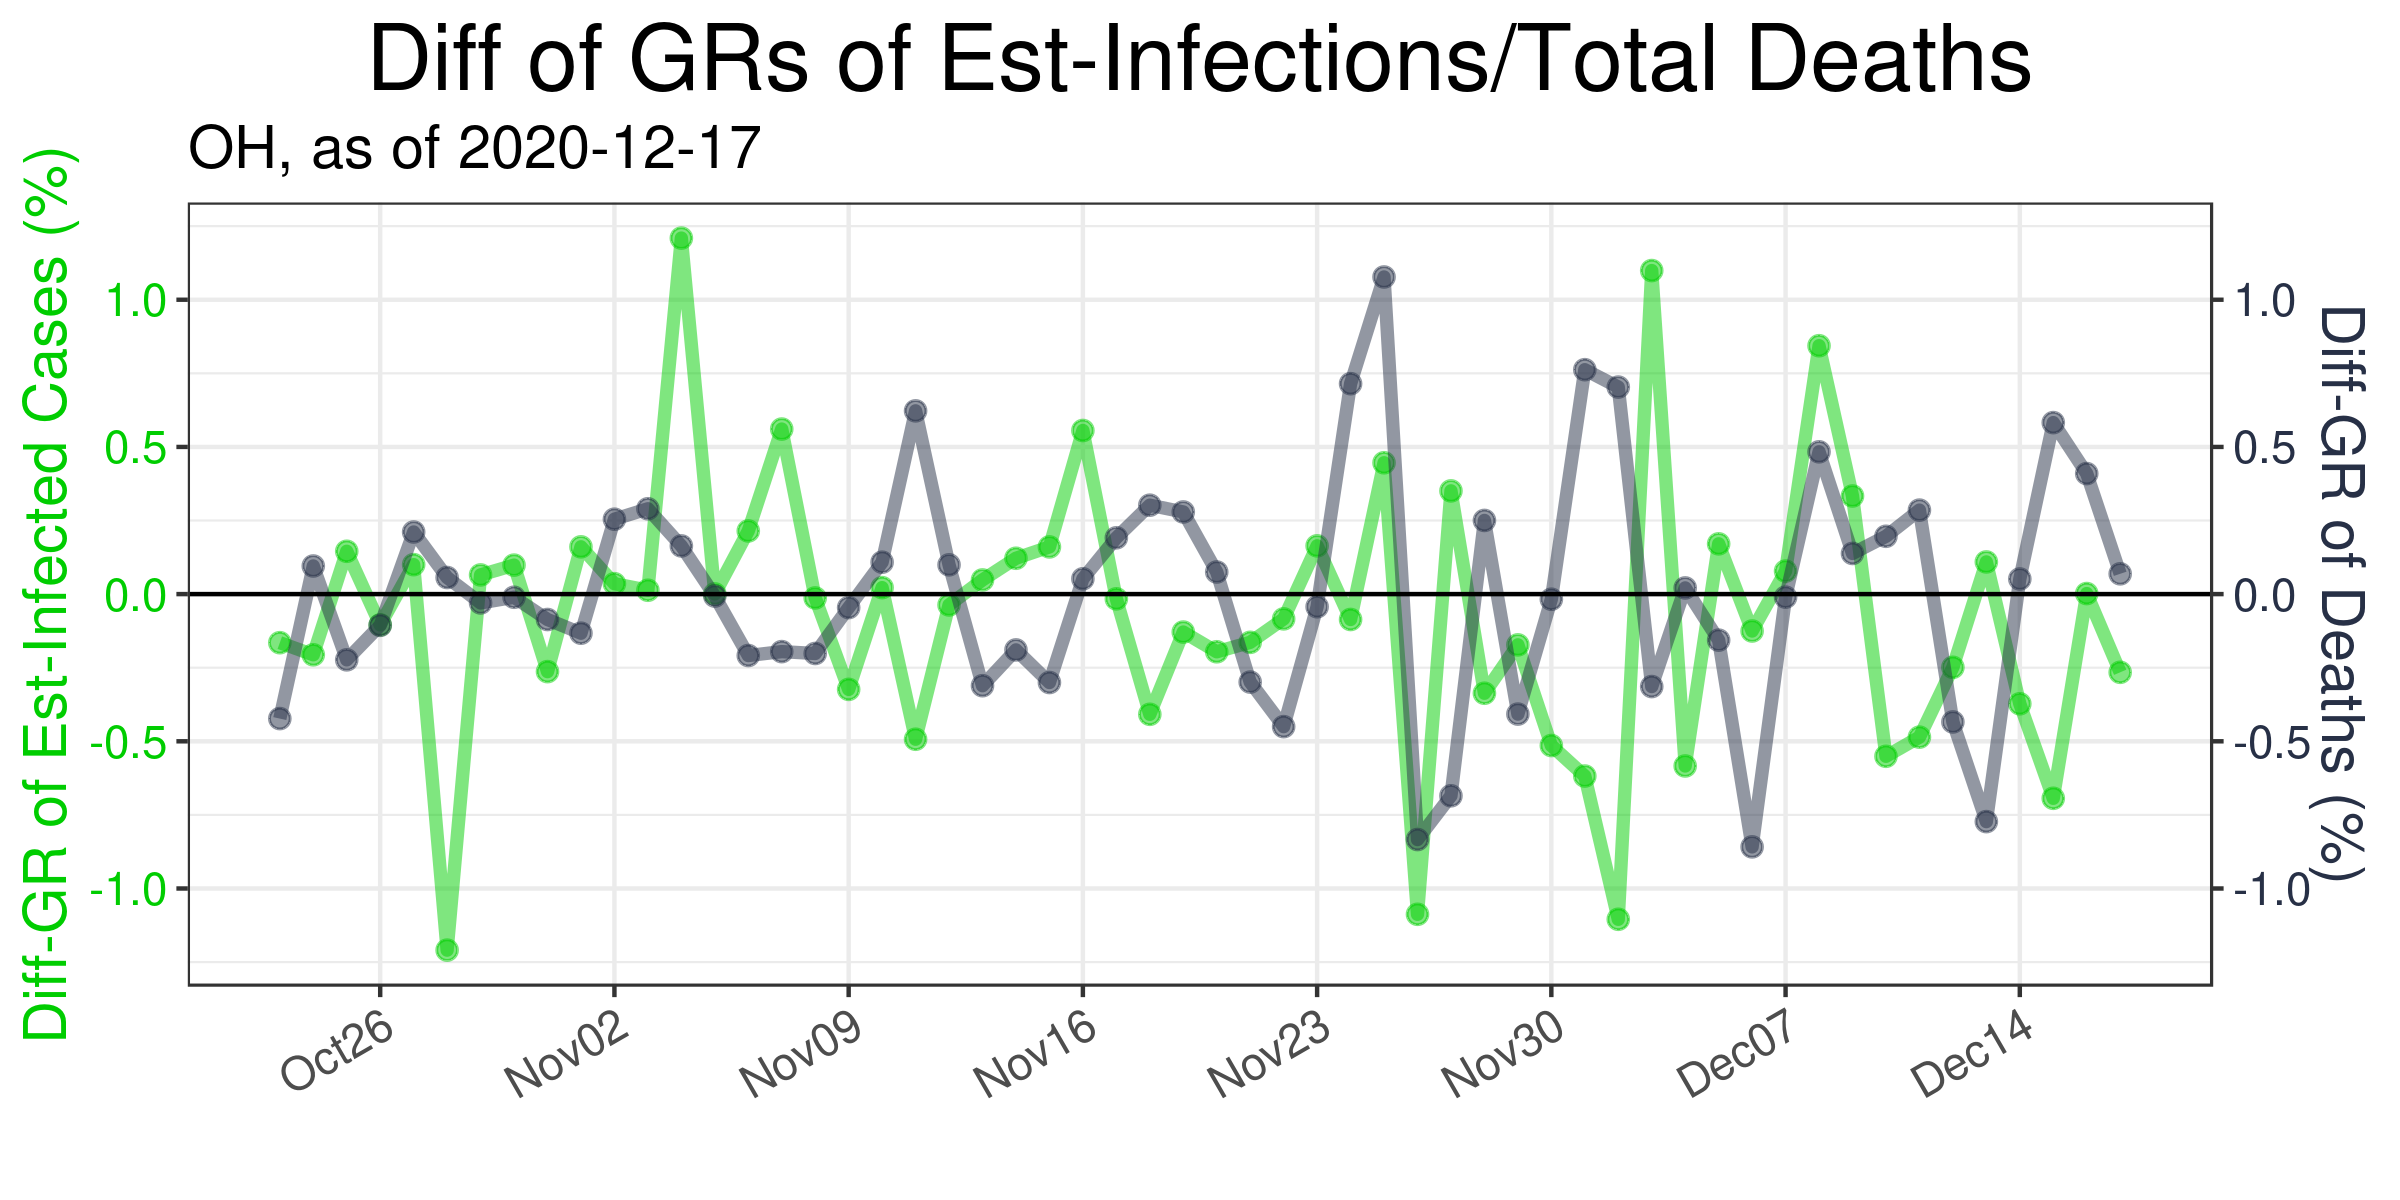 Diff of GRs of Est-Infections/Total Deaths
OH, as of 2020-12-17
Diff-GR of Est-Infected Cases (%)
1.0
0.5
0.0
-0.5
-1.0
1.0
0.5
0.0
-0.5
-1.0
Diff-GR of Deaths (%)
Oct26
Nov02
Nov09
Nov16
Nov23
Nov30
Dec07
Dec14